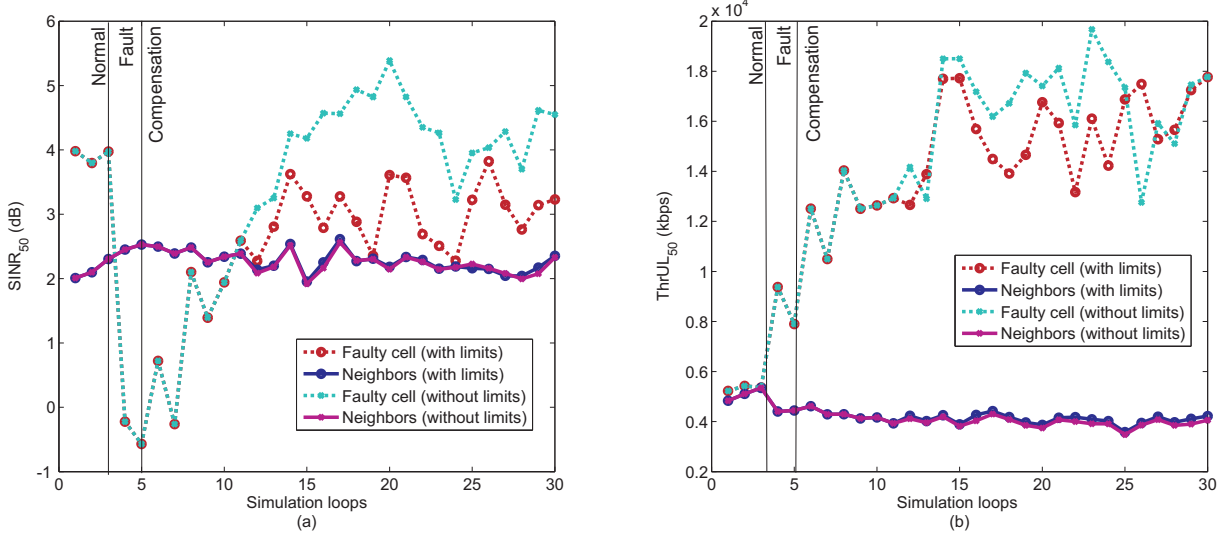 6
5
4
3
2
1
0
-1
SINR50 (dB)
Normal
Fault
Compensation
Faulty cell (with limits)
Neighbors (with limits)
Faulty cell (without limits)
Neighbors (without limits)
0 5 10 15 20 25 30
Simulation loops
(a)
2 x 10^4
1.8
1.6
1.4
1.2
1
0.8
0.6
0.4
0.2
ThrUL50 (kbps)
Normal
Fault
Compensation
Faulty cell (with limits)
Neighbors (with limits)
Faulty cell (without limits)
Neighbors (without limits)
0 5 10 15 20 25 30
Simulation loops
(b)